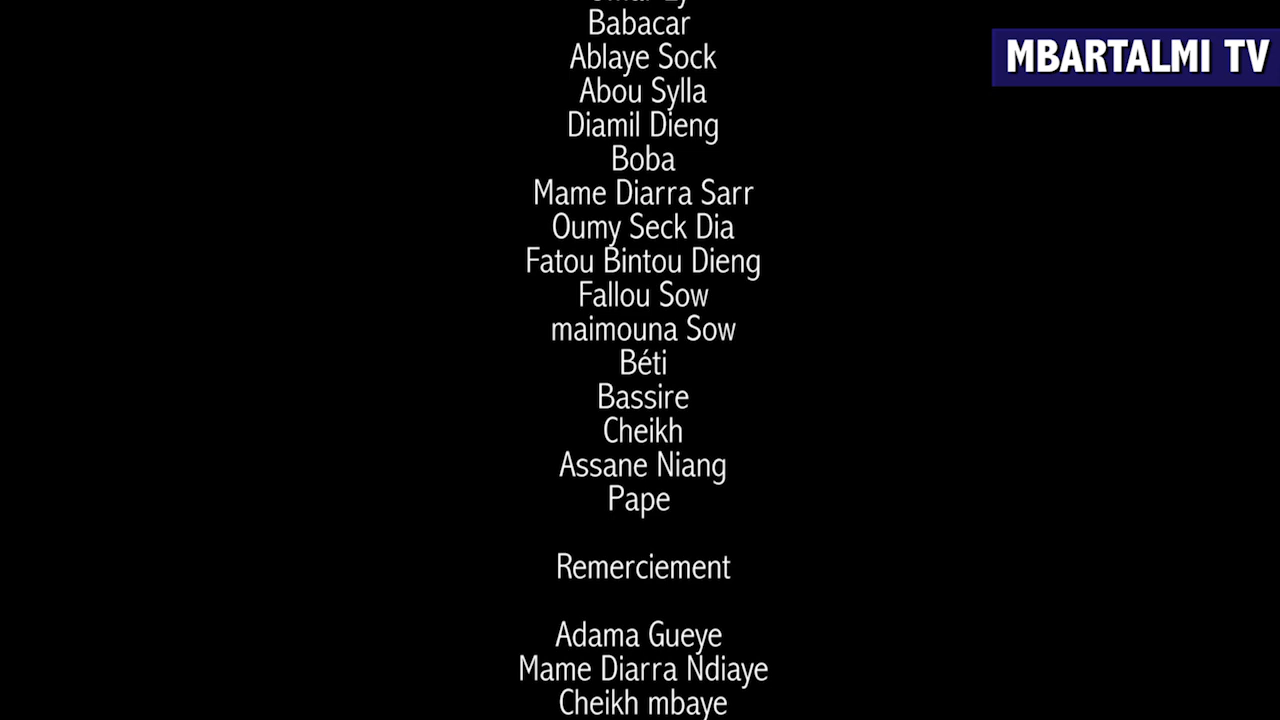 Babacar
MBARTALMI TV
Ablaye Sock
Abou Sylla
Diamil Dieng
Boba
Mame Diarra Sarr
Oumy Seck Dia
Fatou Bintou Dieng
Fallou Sow
maimouna Sow
Béti
Bassire
Cheikh
Assane Niang
Pape
Remerciement
Adama Gueye
Mame Diarra Ndiaye
Cheikh mbaye